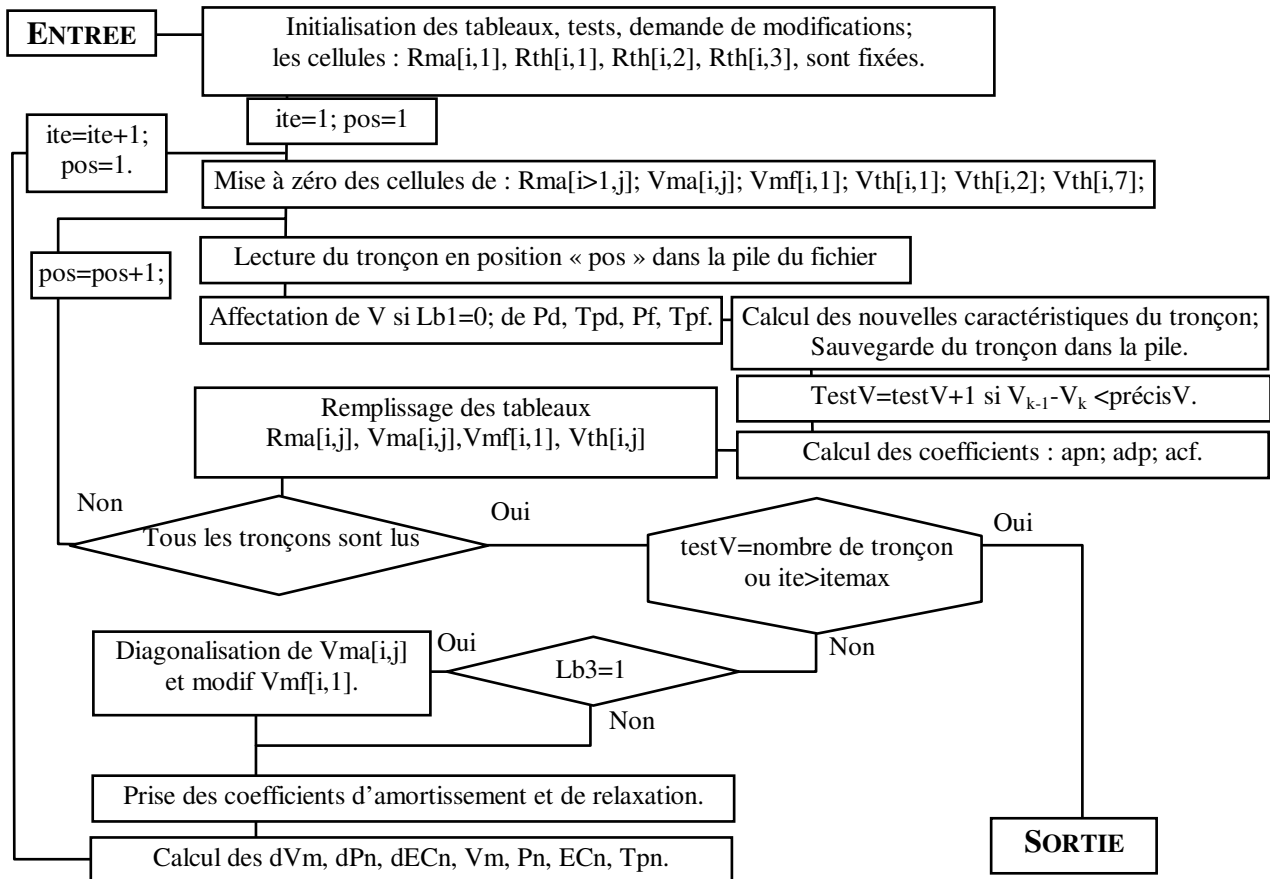 ENTREE
Initialisation des tableaux, tests, demande de modifications;
les cellules : Rma[i,1], Rth[i,1], Rth[i,2], Rth[i,3], sont fixées.
ite=1; pos=1
ite=ite+1;
pos=1.
Mise à zéro des cellules de : Rma[i>1,j]; Vma[i,j]; Vmf[i,1]; Vth[i,1]; Vth[i,2]; Vth[i,7];
pos=pos+1;
Lecture du tronçon en position « pos » dans la pile du fichier
Affectation de V si Lb1=0; de Pd, Tpd, Pf, Tpf.
Calcul des nouvelles caractéristiques du tronçon;
Sauvegarde du tronçon dans la pile.
TestV=testV+1 si Vk-1-Vk <précisV.
Calcul des coefficients : apn; adp; acf.
Remplissage des tableaux
Rma[i,j], Vma[i,j],Vmf[i,1], Vth[i,j]
Non
Tous les tronçons sont lus
Oui
testV=nombre de tronçon
ou ite>itemax
Oui
Non
Lb3=1
Oui
Non
Diagonalisation de Vma[i,j]
et modif Vmf[i,1].
Prise des coefficients d’amortissement et de relaxation.
Calcul des dVm, dPn, dECn, Vm, Pn, ECn, Tpn.
SORTIE